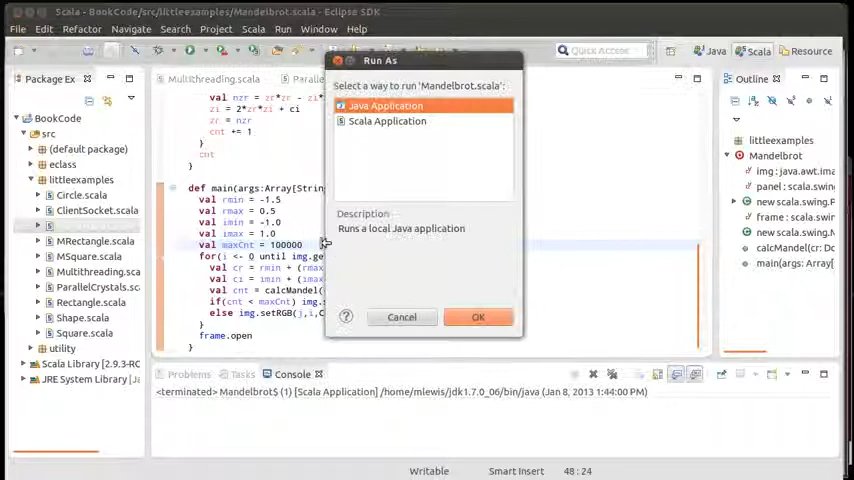 Scala - BookCode/src/littleexamples/Mandelbrot.scala - Eclipse SDK
File Edit Refactor Navigate Search Project Scala Run Window Help
Quick Access
Java
Scala
Resource
Package Ex
BookCode
src
(default package)
eclass
littleexamples
Circle.scala
ClientSocket.scala
MRectangle.scala
MSquare.scala
Multithreading.scala
ParallelCrystals.scala
Rectangle.scala
Shape.scala
Square.scala
utility
Scala Library [2.9.3-RC
JRE System Library [Jav
Multithreading.scala
Paralle
val nzr = zr*zr - zi*
zi = 2*zr*zi + ci
zr = nzr
cnt += 1
}
cnt
}
def main(args:Array[String
val rmin = -1.5
val rmax = 0.5
val imin = -1.0
val imax = 1.0
val maxCnt = 100000
for(i <- 0 until img.ge
val cr = rmin + (rmax
val ci = imin + (imax
val cnt = calcMandel(
if(cnt < maxCnt) img.s
else img.setRGB(j,i,C
}
frame.open
}
Run As
Select a way to run 'Mandelbrot.scala':
Java Application
Scala Application
Description
Runs a local Java application
Cancel
OK
Outline
littleexamples
Mandelbrot
img : java.awt.ima
panel : scala.swing
new scala.swing.P
frame : scala.swing
new scala.swing.M
calcMandel(cr: Do
main(args: Array[
Problems
Tasks
Console
<terminated> Mandelbrot$ (1) [Scala Application] /home/mlewis/jdk1.7.0_06/bin/java (Jan 8, 2013 1:44:00 PM)
Writable
Smart Insert
48 : 24